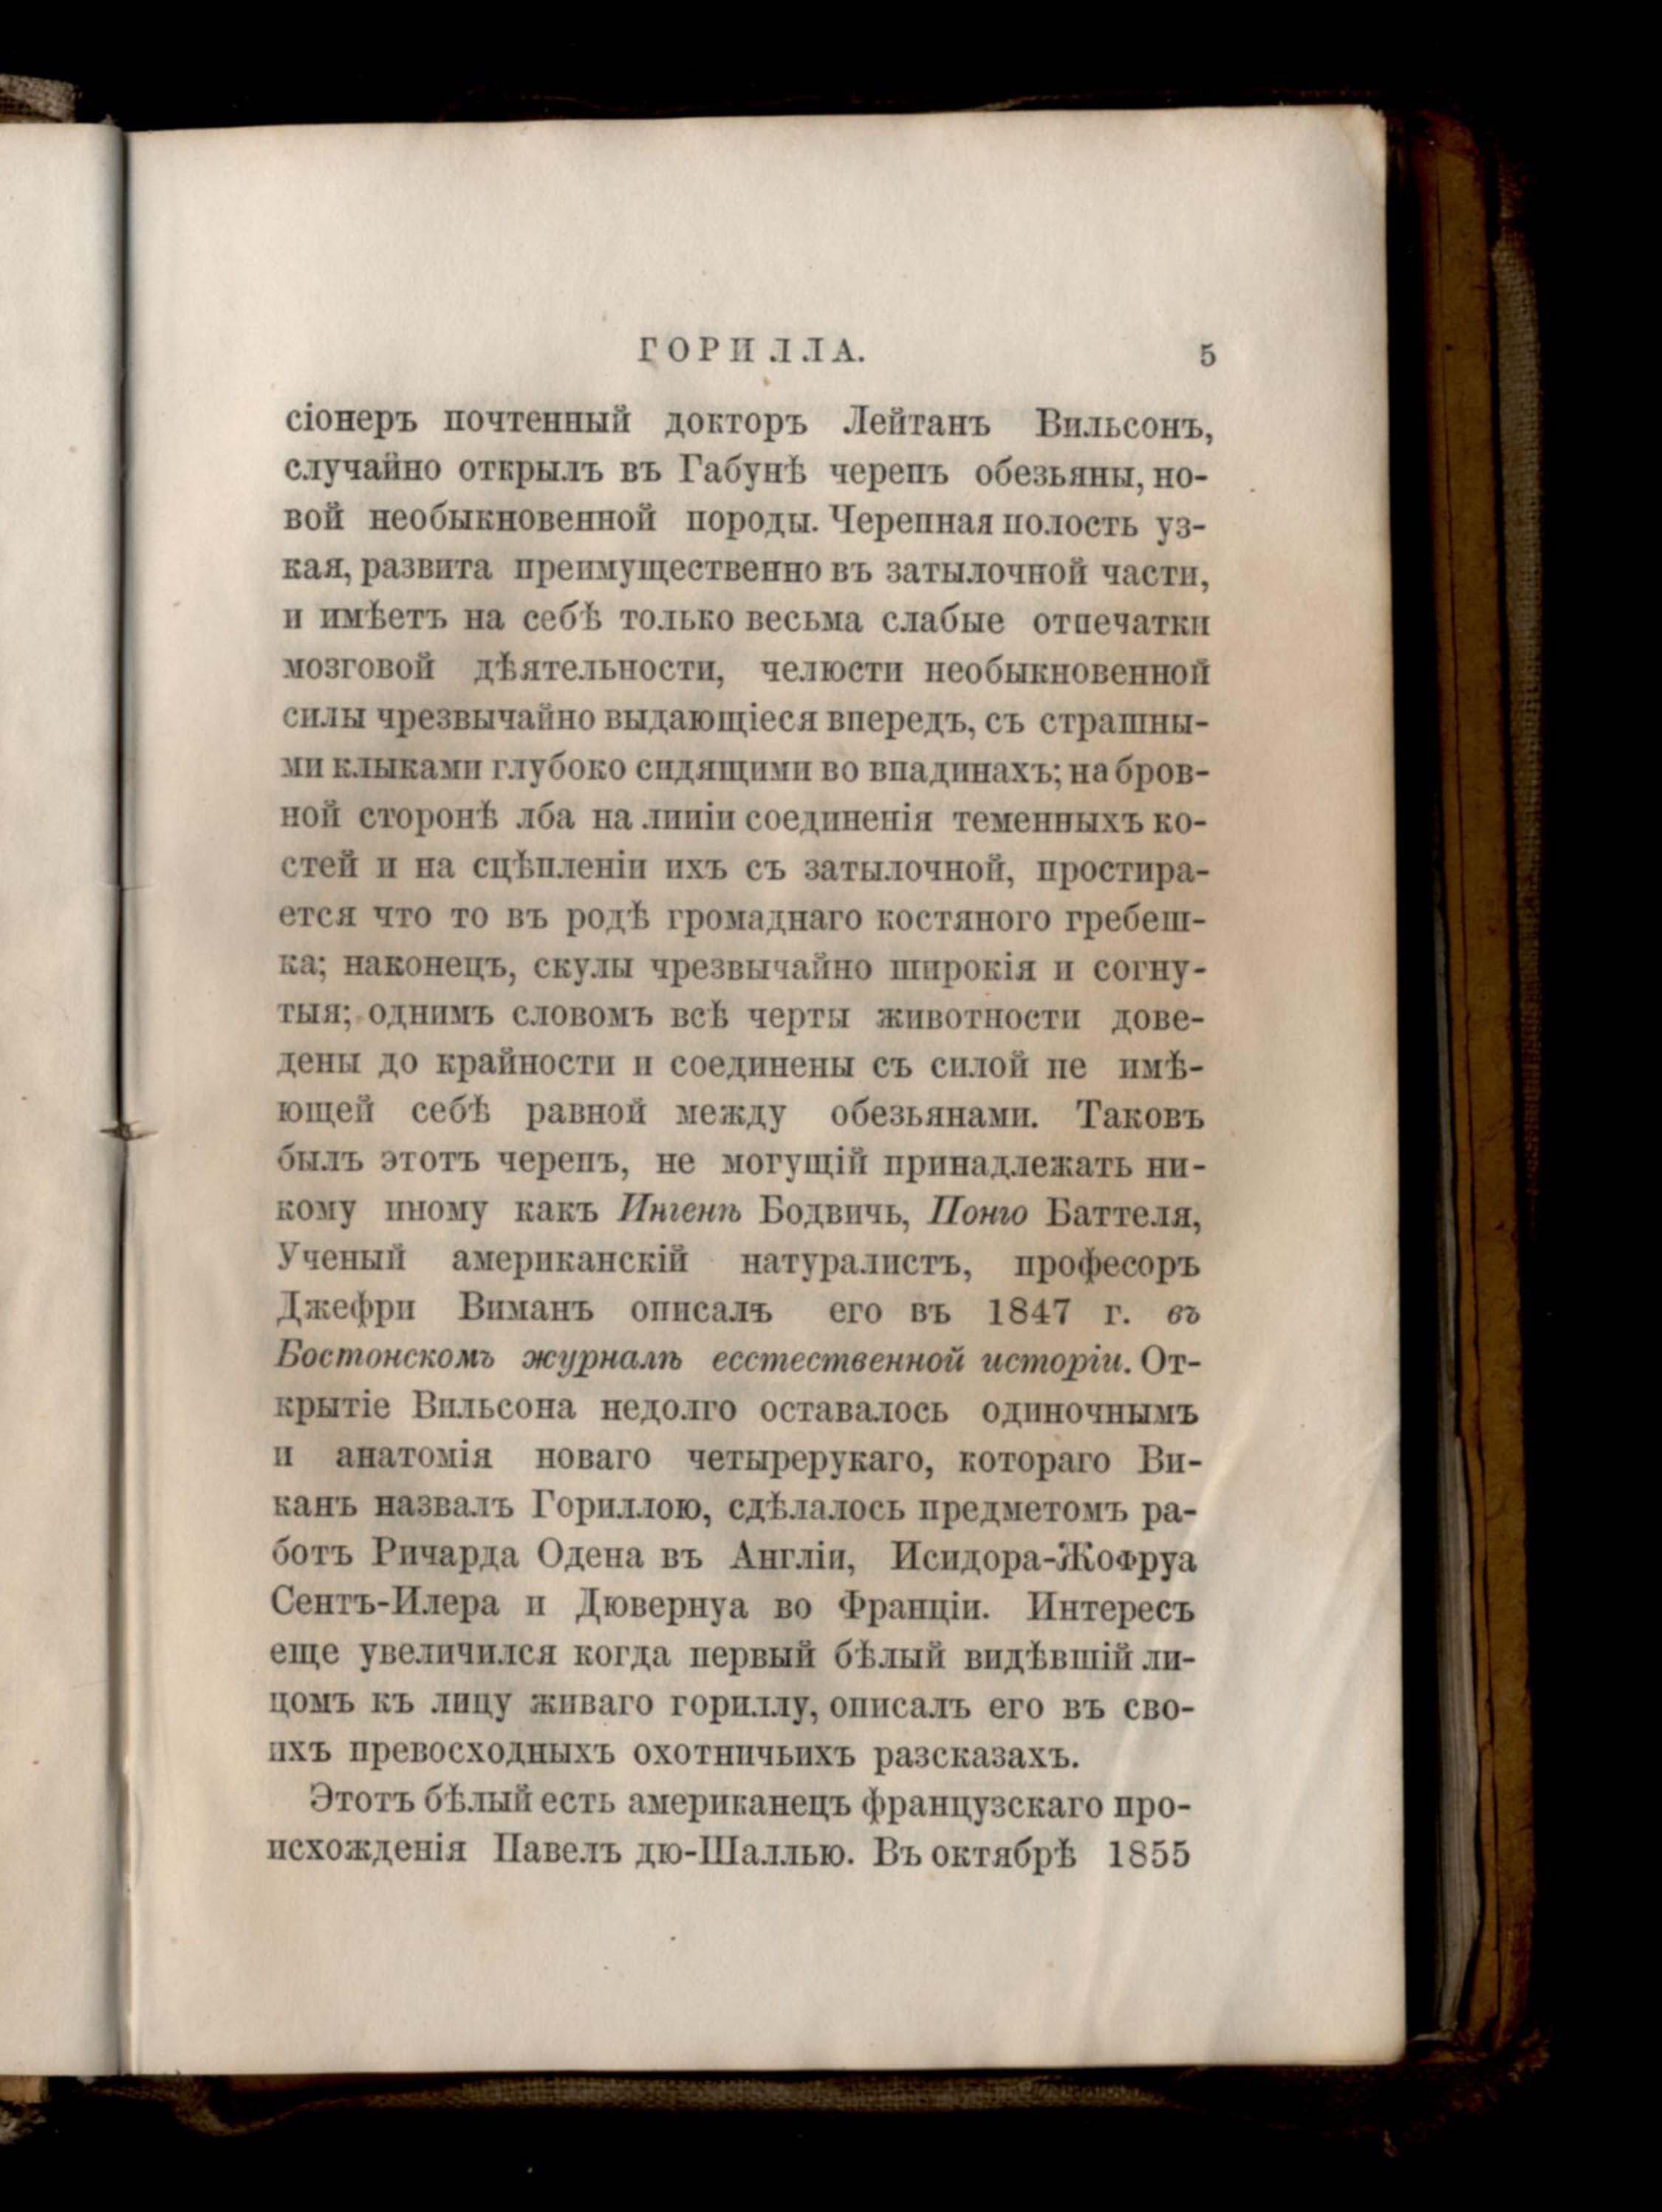 ГОРИЛЛА. 5
сіонеръ почтенный докторъ Лейтанъ Вильсонъ,
случайно открылъ въ Габунѣ черепъ обезьяны, но-
вой необыкновенной породы. Черепная полость уз-
кая, развита преимущественно въ затылочной части,
и имѣетъ на себѣ только весьма слабые отпечатки
мозговой дѣятельности, челюсти необыкновенной
силы чрезвычайно выдающіеся впередъ, съ страшны-
ми клыками глубоко сидящими во впадинахъ; на бров-
ной сторонѣ лба на линіи соединенія теменныхъ ко-
стей и на сцѣпленіи ихъ съ затылочной, простира-
ется что то въ родѣ громаднаго костяного гребеш-
ка; наконецъ, скулы чрезвычайно широкія и согну-
тыя; однимъ словомъ всѣ черты животности дове-
дены до крайности и соединены съ силой не имѣ-
ющей себѣ равной между обезьянами. Таковъ
былъ этотъ черепъ, не могущій принадлежать ни-
кому иному какъ Ингенѣ Бодвичь, Понго Баттеля,
Ученый американскій натуралистъ, професоръ
Джефри Виманъ описалъ его въ 1847 г. въ
Бостонскомъ журналѣ есстественной исторіи. От-
крытіе Вильсона недолго оставалось одиночнымъ
и анатомія новаго четырерукаго, котораго Ви-
канъ назвалъ Гориллою, сдѣлалось предметомъ ра-
ботъ Ричарда Одена въ Англіи, Исидора-Жофруа
Сентъ-Илера и Дювернуа во Франціи. Интересъ
еще увеличился когда первый бѣлый видѣвшій ли-
цомъ къ лицу живаго гориллу, описалъ его въ сво-
ихъ превосходныхъ охотничьихъ разсказахъ.
Этотъ бѣлый есть американецъ французскаго про-
исхожденія Павелъ дю-Шаллью. Въ октябрѣ 1855